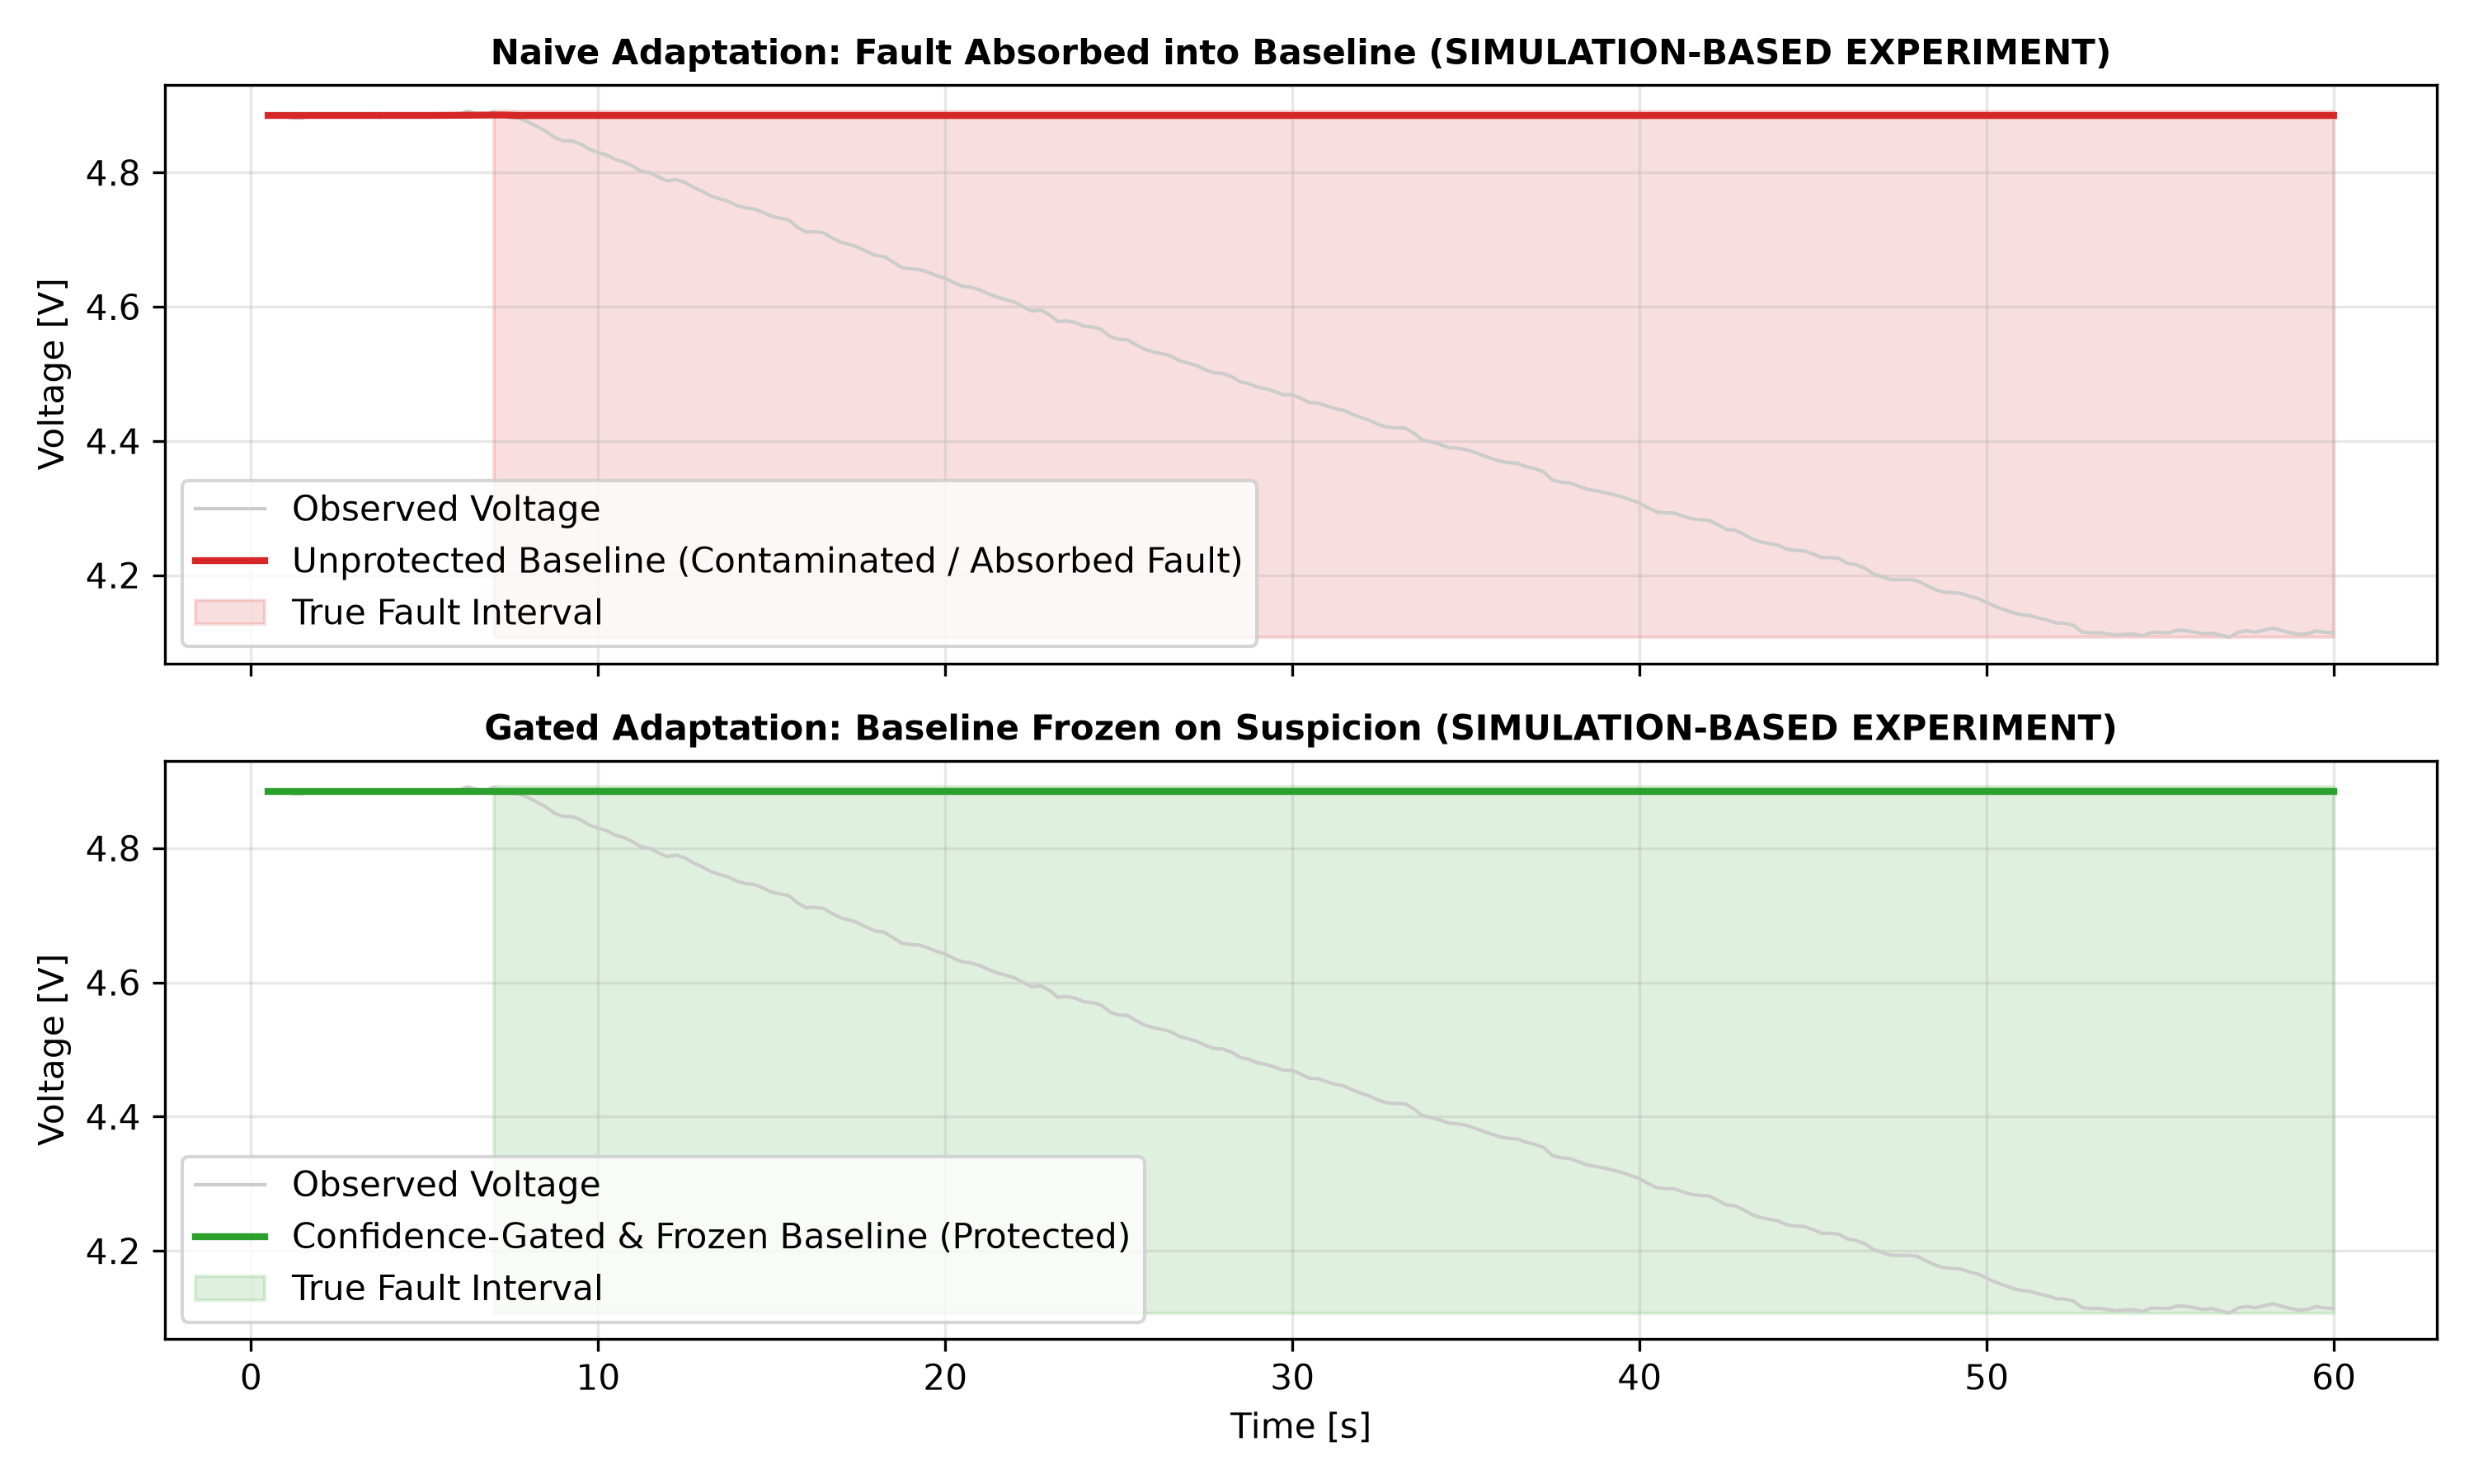 Naive Adaptation: Fault Absorbed into Baseline (SIMULATION-BASED EXPERIMENT)
Voltage [V]
4.8
4.6
4.4
4.2
Observed Voltage
Unprotected Baseline (Contaminated / Absorbed Fault)
True Fault Interval
Gated Adaptation: Baseline Frozen on Suspicion (SIMULATION-BASED EXPERIMENT)
Voltage [V]
4.8
4.6
4.4
4.2
Observed Voltage
Confidence-Gated & Frozen Baseline (Protected)
True Fault Interval
0 10 20 30 40 50 60
Time [s]